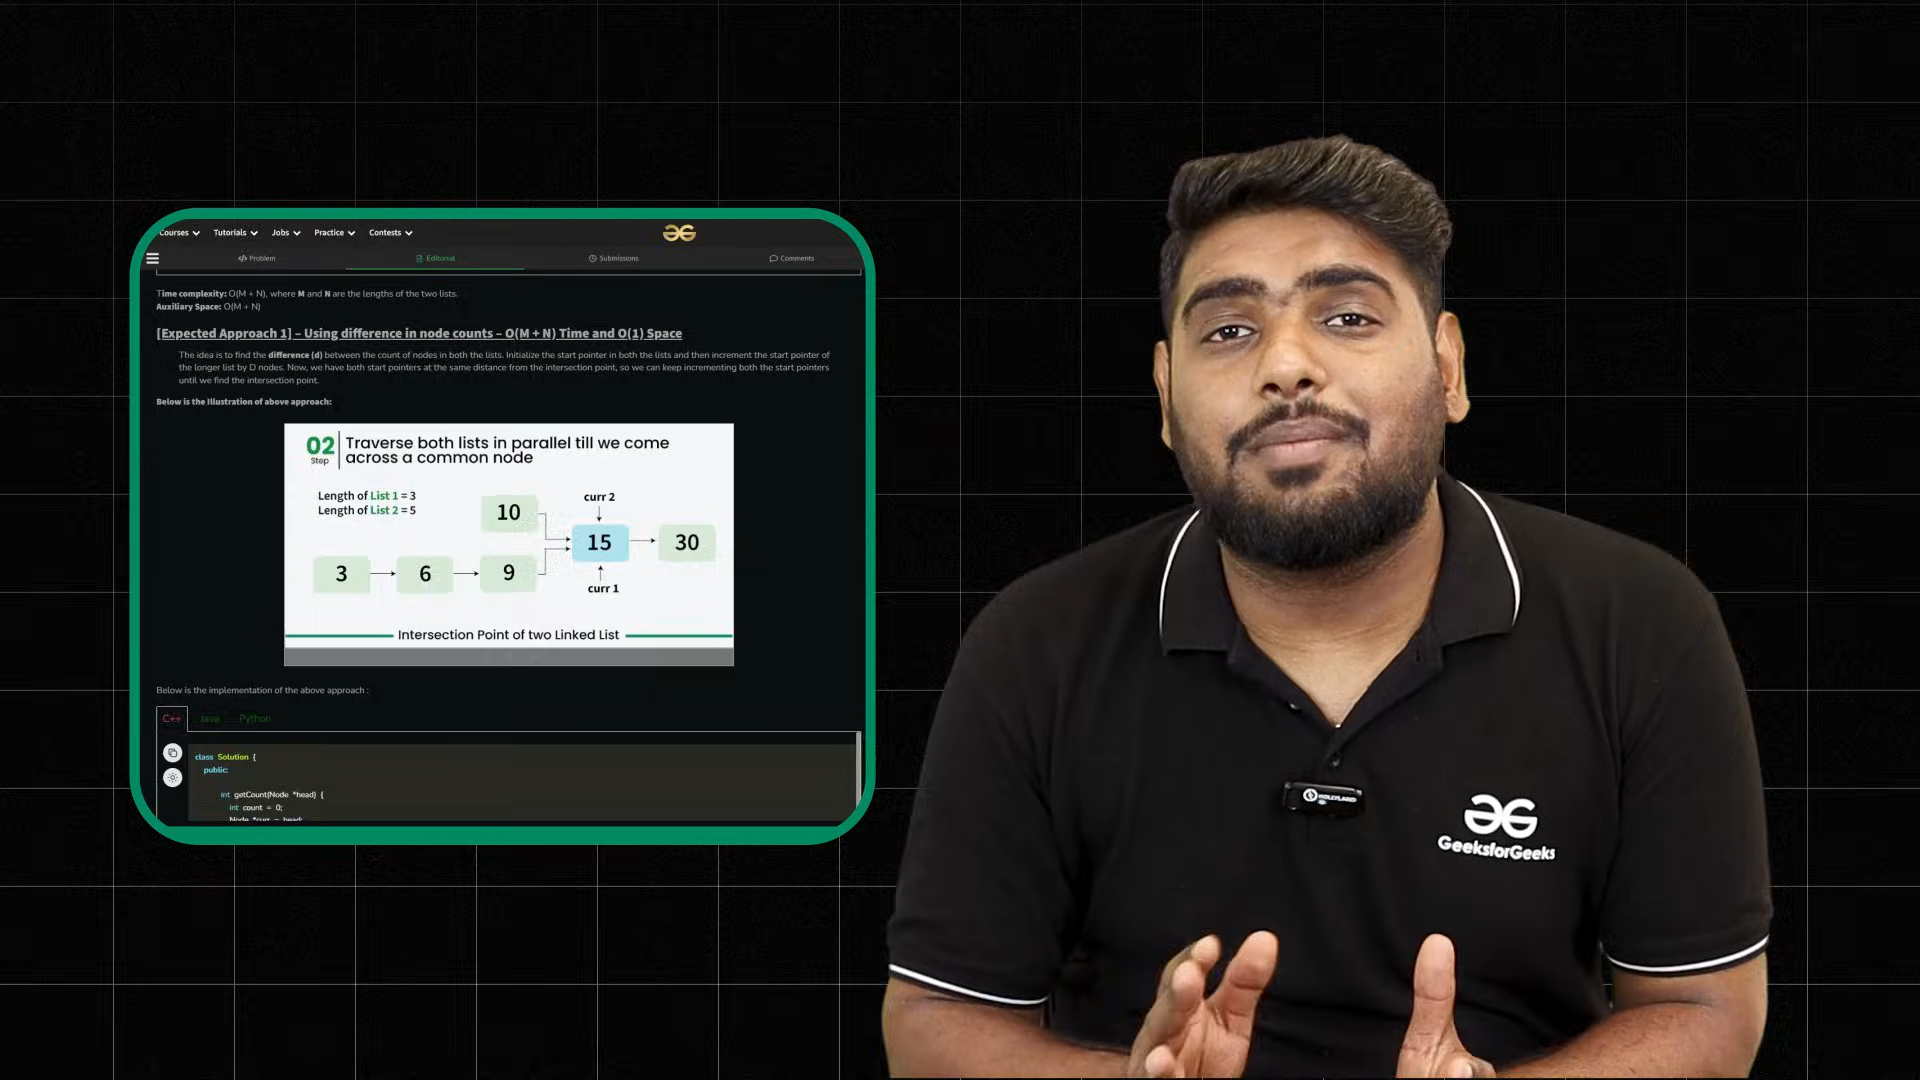 Courses Tutorials Jobs Practice Contests
</> Problem Editorial Submissions Comments
Time complexity: O(M + N), where M and N are the lengths of the two lists.
Auxiliary Space: O(M + N)
[Expected Approach 1] – Using difference in node counts – O(M + N) Time and O(1) Space
The idea is to find the difference (d) between the count of nodes in both the lists. Initialize the start pointer in both the lists and then increment the start pointer of
the longer list by D nodes. Now, we have both start pointers at the same distance from the intersection point, so we can keep incrementing both the start pointers
until we find the intersection point.
Below is the Illustration of above approach:
02
Step
Traverse both lists in parallel till we come
across a common node
Length of List 1 = 3
Length of List 2 = 5
curr 2
10
15
30
3
6
9
curr 1
Intersection Point of two Linked List
Below is the implementation of the above approach :
C++ Java Python
class Solution {
public:
int getCount(Node *head) {
int count = 0;
Node *curr = head;
HOLLYLAND
GeeksforGeeks